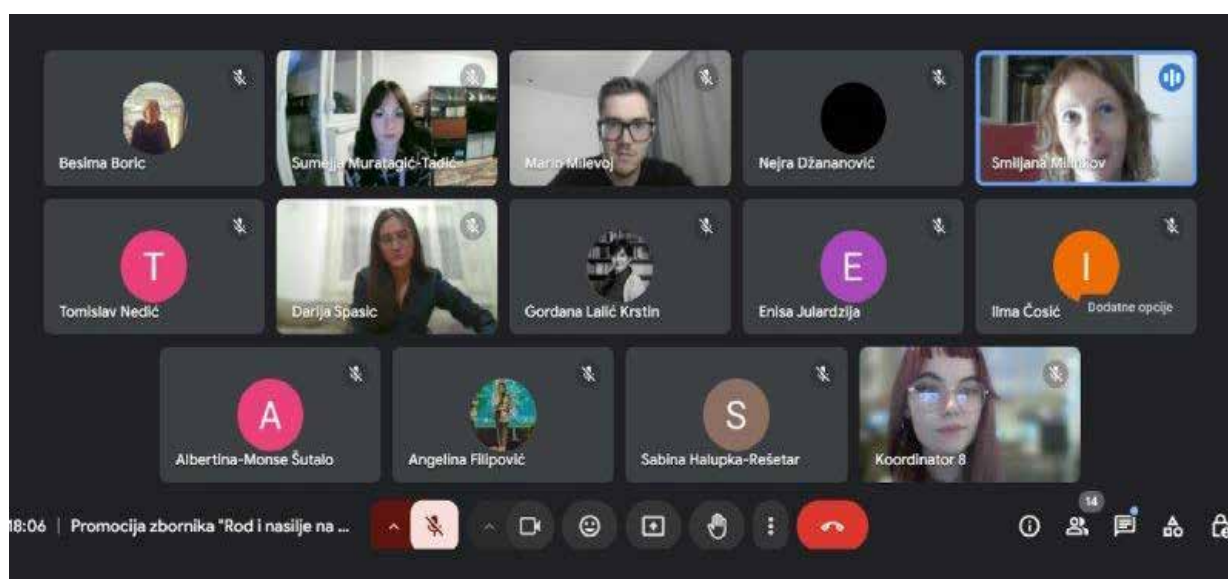 Besima Boric
Sumejja Muratagić-Tadić
Mario Milevoj
Nejra Džananović
Smiljana Milinkov
T
Tomislav Nedić
Darija Spasic
Gordana Lalić Krstin
E
Enisa Julardzija
I
Ilma Ćosić
Dodatne opcije
A
Albertina-Monse Šutalo
Angelina Filipović
S
Sabina Halupka-Rešetar
Koordinator 8
18:06 | Promocija zbornika "Rod i nasilje na ...
14